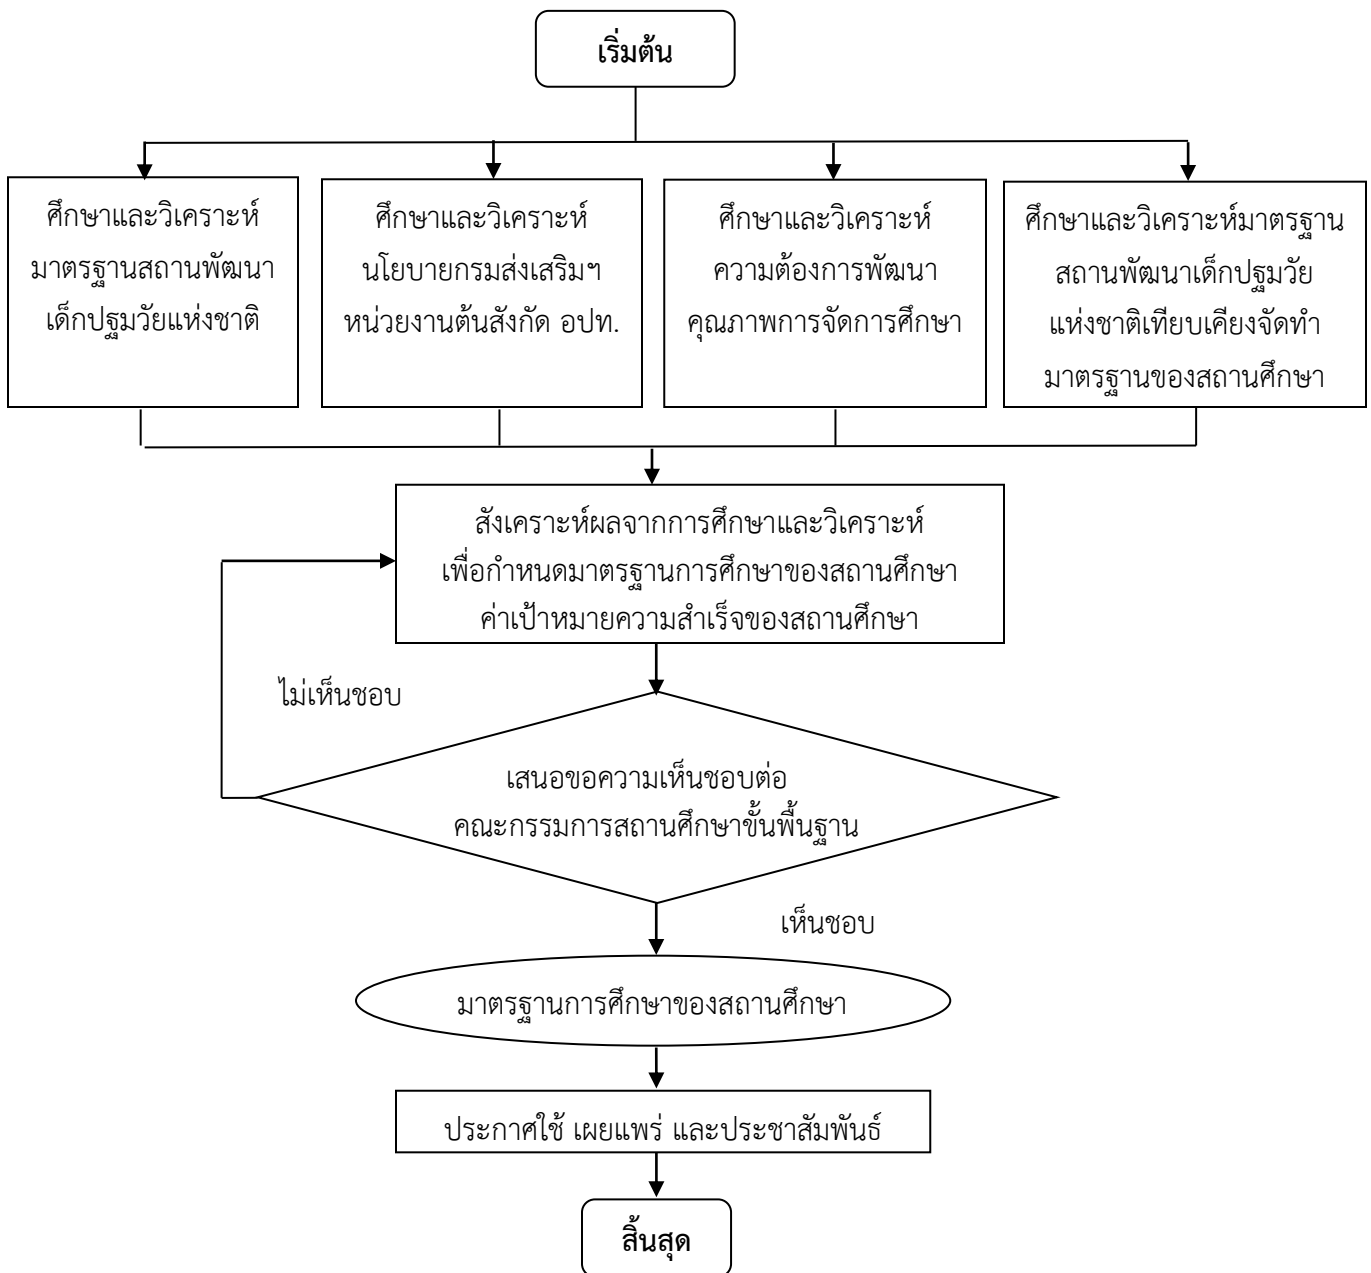 เริ่มต้น
ศึกษาและวิเคราะห์
มาตรฐานสถานพัฒนา
เด็กปฐมวัยแห่งชาติ
ศึกษาและวิเคราะห์
นโยบายกรมส่งเสริมฯ
หน่วยงานต้นสังกัด อปท.
ศึกษาและวิเคราะห์
ความต้องการพัฒนา
คุณภาพการจัดการศึกษา
ศึกษาและวิเคราะห์มาตรฐาน
สถานพัฒนาเด็กปฐมวัย
แห่งชาติเทียบเคียงจัดทำ
มาตรฐานของสถานศึกษา
สังเคราะห์ผลจากการศึกษาและวิเคราะห์
เพื่อกำหนดมาตรฐานการศึกษาของสถานศึกษา
ค่าเป้าหมายความสำเร็จของสถานศึกษา
ไม่เห็นชอบ
เสนอขอความเห็นชอบต่อ
คณะกรรมการสถานศึกษาขั้นพื้นฐาน
เห็นชอบ
มาตรฐานการศึกษาของสถานศึกษา
ประกาศใช้ เผยแพร่ และประชาสัมพันธ์
สิ้นสุด